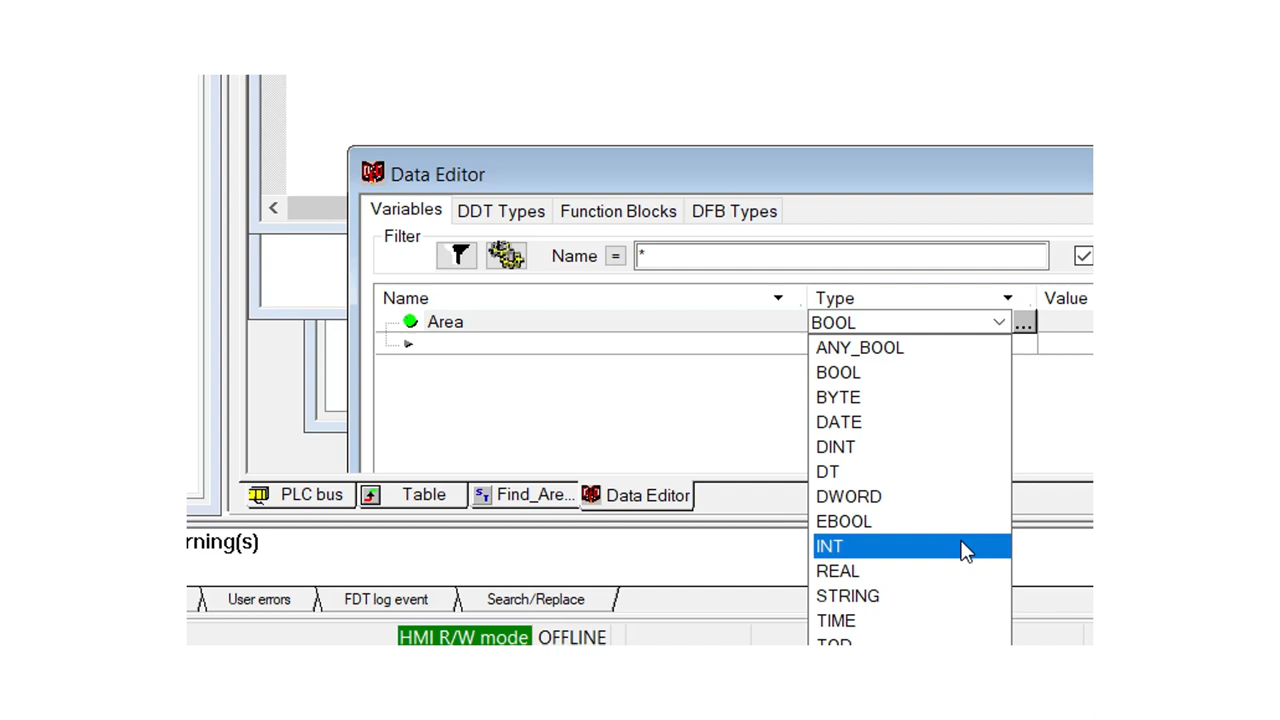 Data Editor
Variables DDT Types Function Blocks DFB Types
Filter
Name = *
Name Type Value
Area BOOL ...
ANY_BOOL
BOOL
BYTE
DATE
DINT
DT
DWORD
EBOOL
INT
REAL
STRING
TIME
TOD
PLC bus Table Find_Are... Data Editor
rning(s)
User errors FDT log event Search/Replace
HMI R/W mode OFFLINE